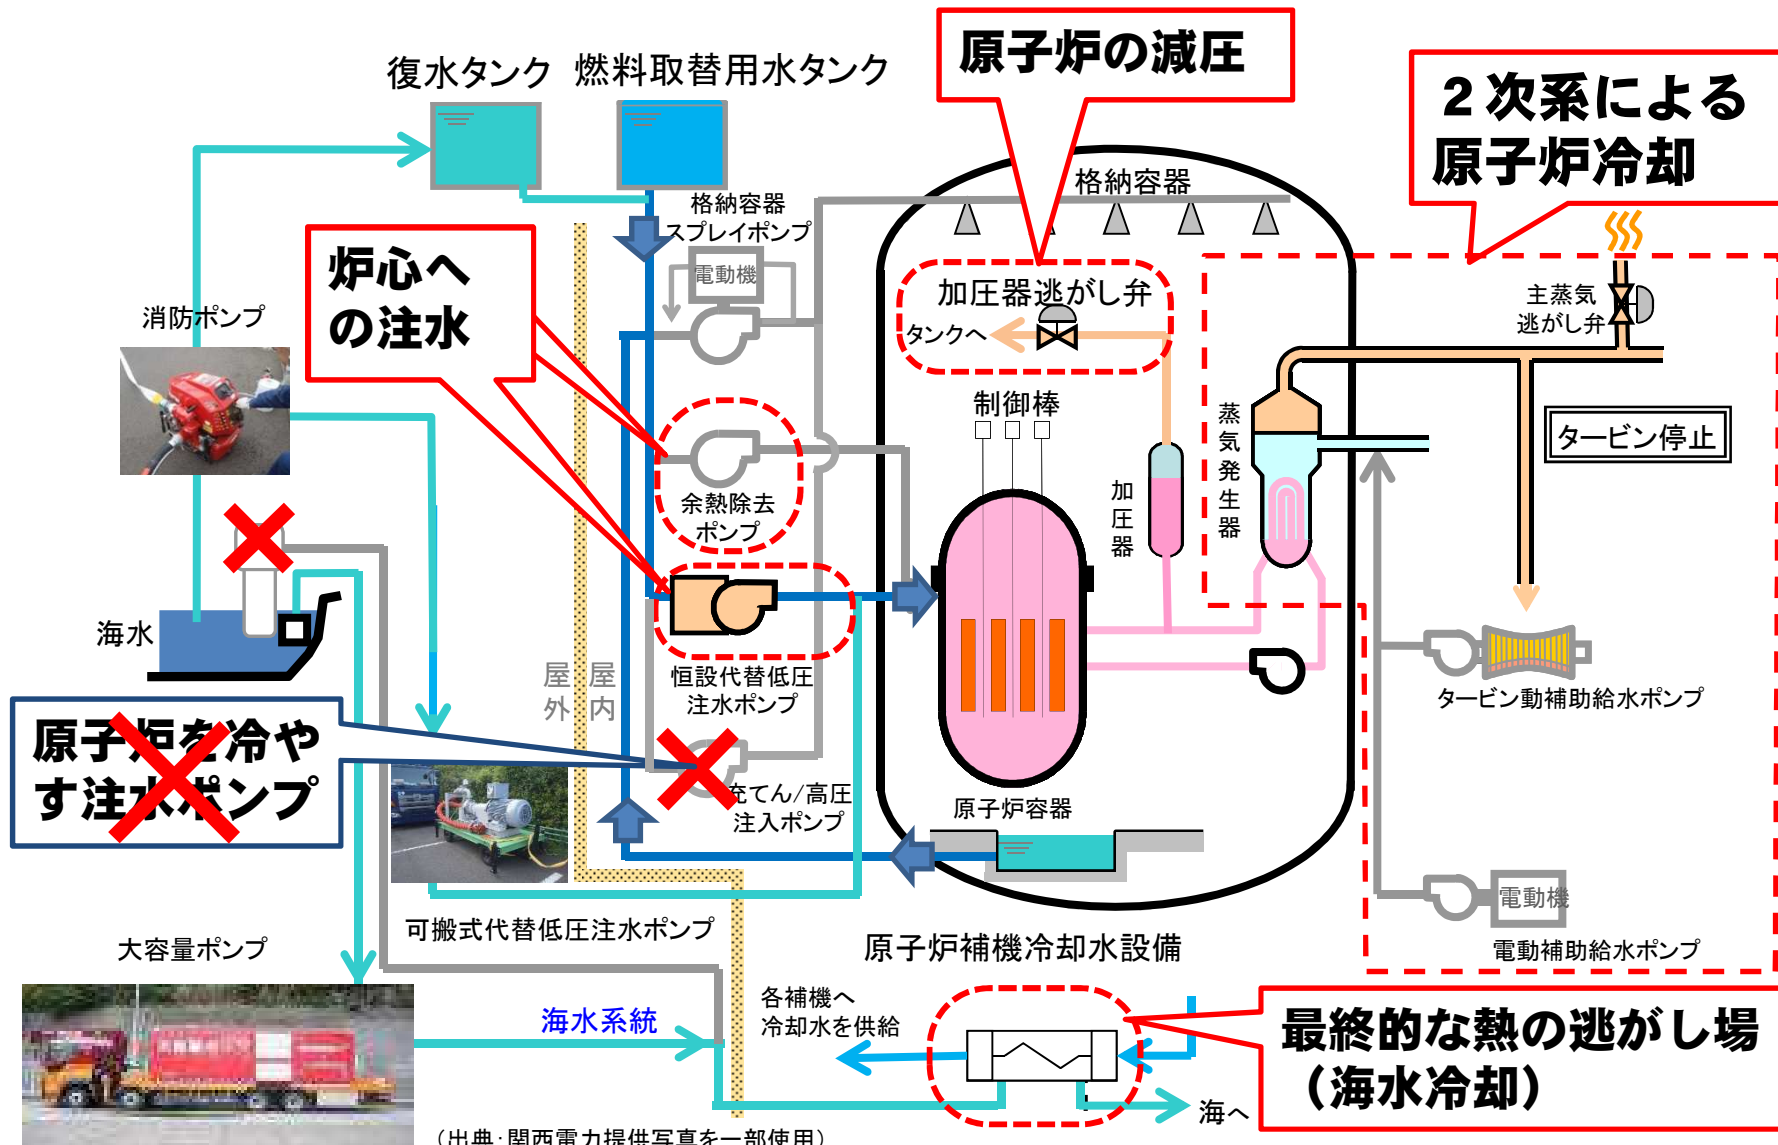 原子炉の減圧
2次系による
原子炉冷却
復水タンク
燃料取替用水タンク
格納容器
スプレイポンプ
電動機
格納容器
炉心へ
の注水
消防ポンプ
加圧器逃がし弁
タンクへ
主蒸気
逃がし弁
制御棒
蒸気発生器
タービン停止
加圧器
余熱除去
ポンプ
海水
恒設代替低圧
注水ポンプ
屋外
屋内
タービン動補助給水ポンプ
原子炉を冷や
す注水ポンプ
充てん/高圧
注入ポンプ
原子炉容器
電動機
電動補助給水ポンプ
可搬式代替低圧注水ポンプ
大容量ポンプ
原子炉補機冷却水設備
海水系統
各補機へ
冷却水を供給
最終的な熱の逃がし場
(海水冷却)
海へ
(出典:関西電力提供写真を一部使用)